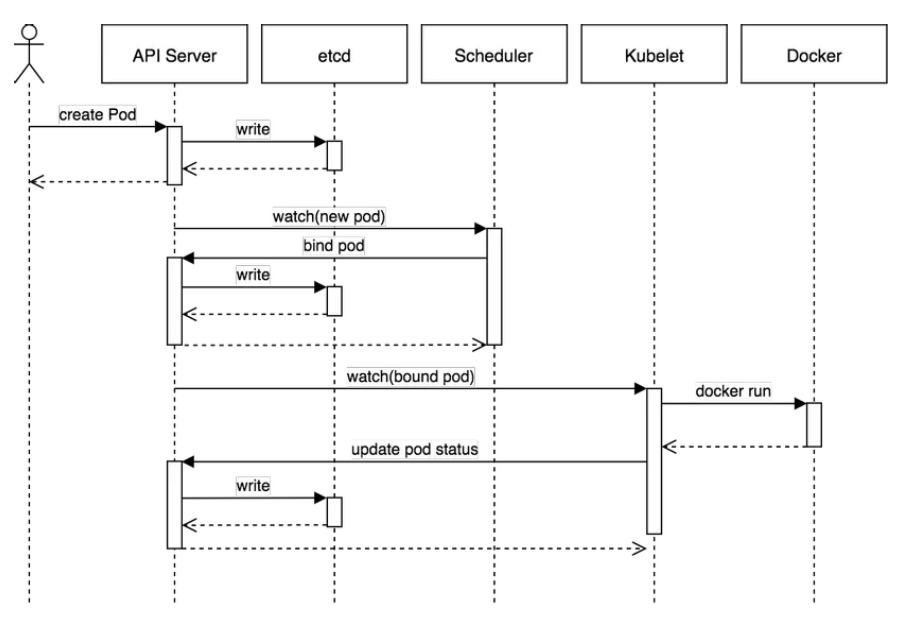 API Server
etcd
Scheduler
Kubelet
Docker
create Pod
write
watch(new pod)
bind pod
write
watch(bound pod)
docker run
update pod status
write